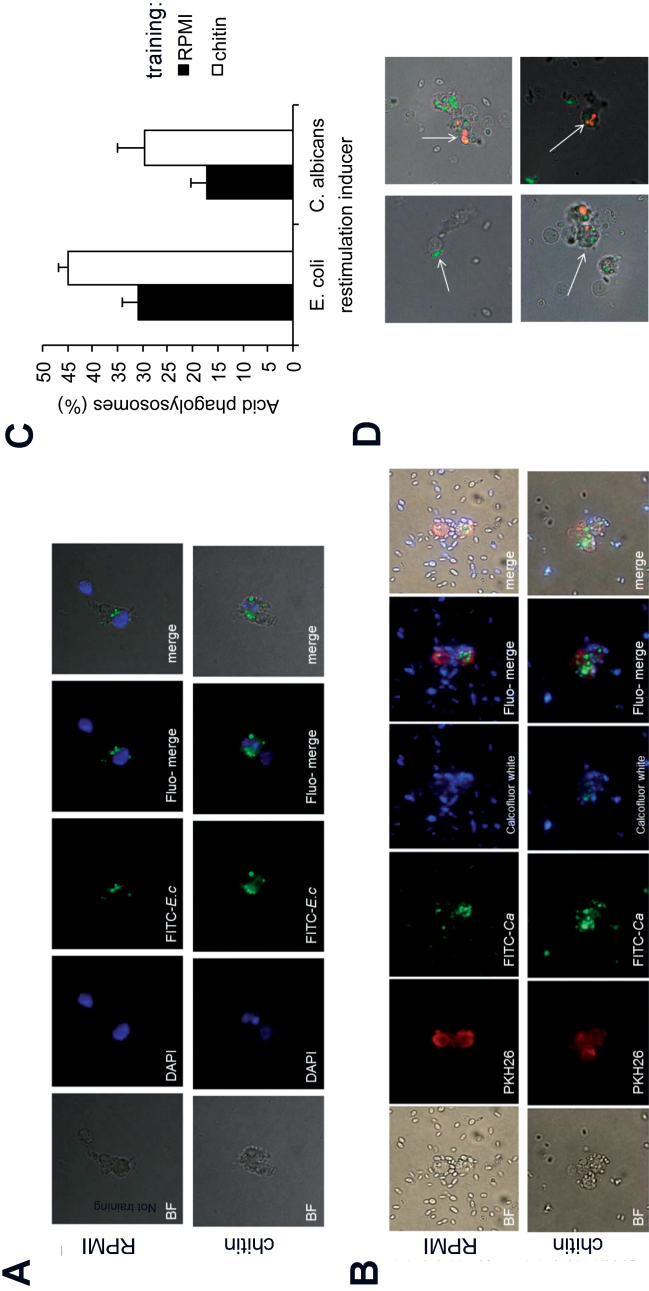 A
RPMI
Not training
BF
DAPI
FITC-E.c
Fluo- merge
merge
chitin
BF
DAPI
FITC-E.c
Fluo- merge
merge
B
RPMI
BF
PKH26
FITC-Ca
Calcofluor white
Fluo- merge
merge
chitin
BF
PKH26
FITC-Ca
Calcofluor white
Fluo- merge
merge
C
Acid phagolysosomes (%)
50
45
40
35
30
25
20
15
10
5
0
E. coli
C. albicans
restimulation inducer
training:
RPMI
chitin
D